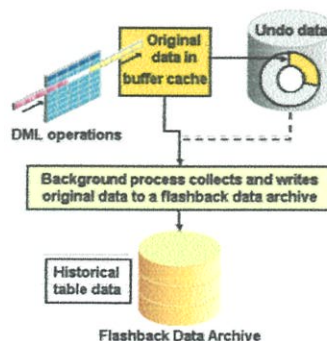 Original
data in
buffer cache
Undo data
DML operations
Background process collects and writes
original data to a flashback data archive
Historical
table data
Flashback Data Archive